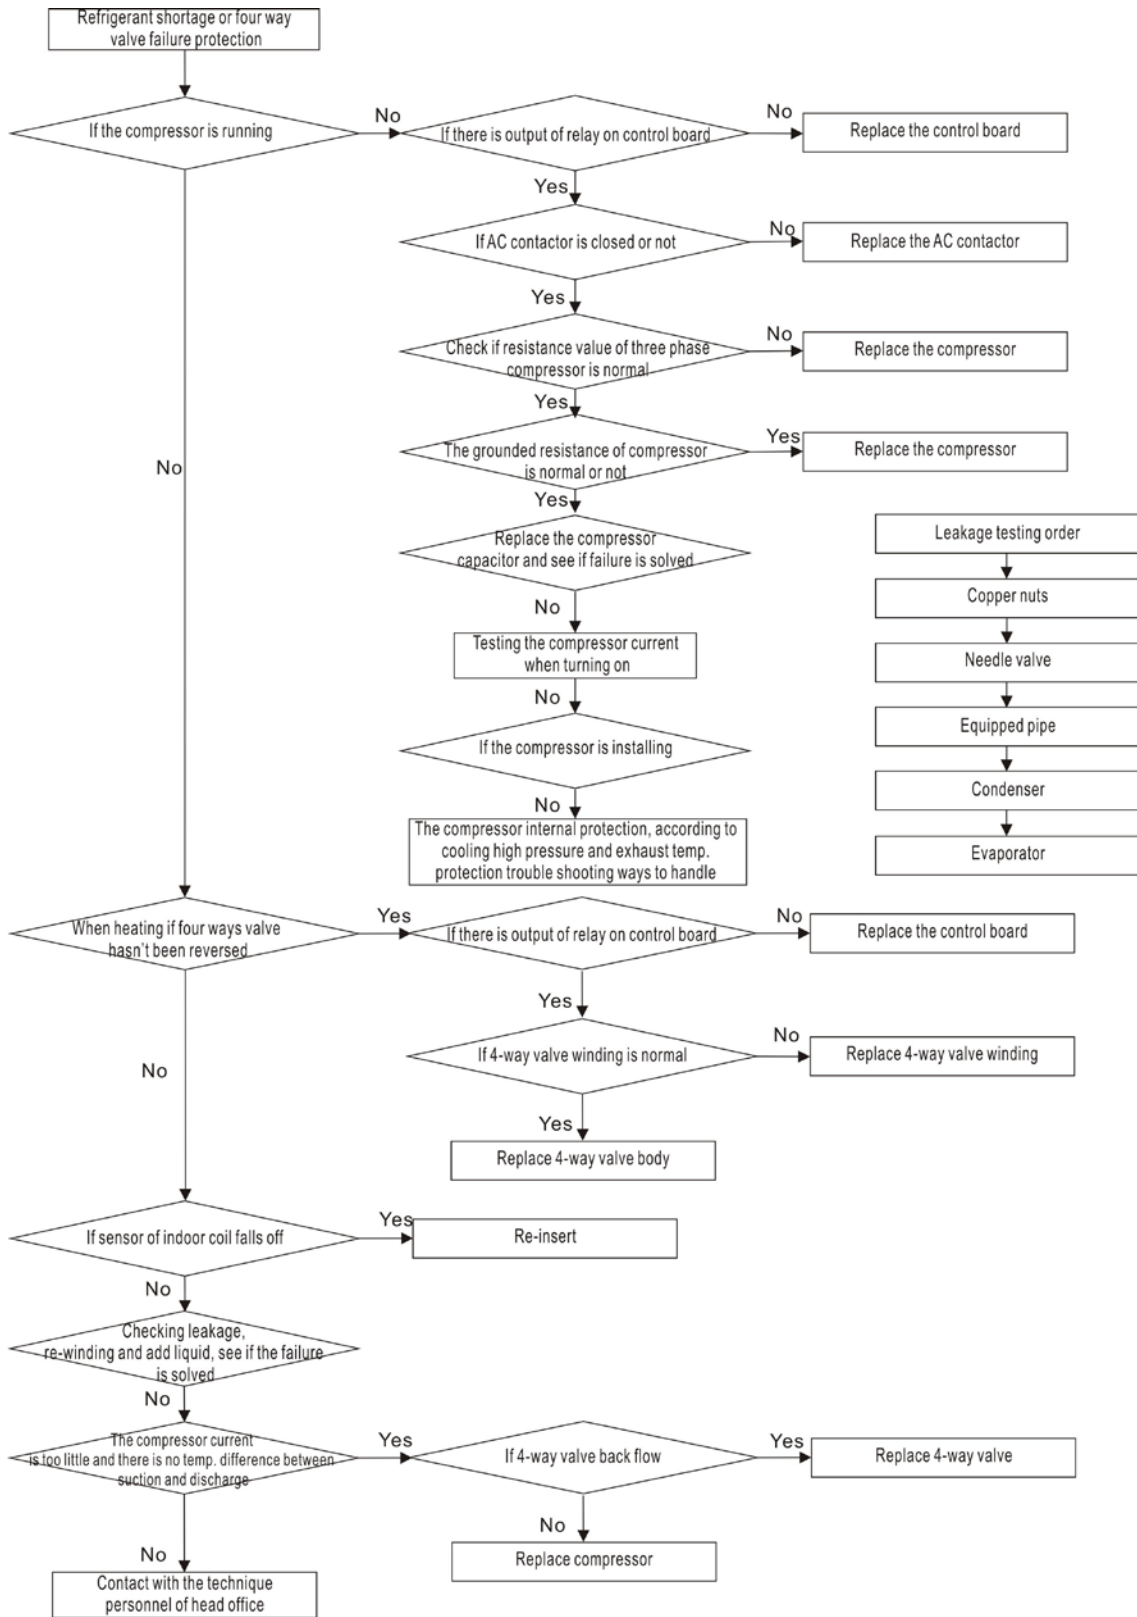 Refrigerant shortage or four way
valve failure protection
If the compressor is running
No
If there is output of relay on control board
No
Replace the control board
Yes
If AC contactor is closed or not
No
Replace the AC contactor
Yes
Check if resistance value of three phase
compressor is normal
No
Replace the compressor
Yes
The grounded resistance of compressor
is normal or not
Yes
Replace the compressor
No
Yes
Replace the compressor
capacitor and see if failure is solved
No
Testing the compressor current
when turning on
No
If the compressor is installing
No
The compressor internal protection, according to
cooling high pressure and exhaust temp.
protection trouble shooting ways to handle
Leakage testing order
Copper nuts
Needle valve
Equipped pipe
Condenser
Evaporator
When heating if four ways valve
hasn't been reversed
Yes
If there is output of relay on control board
No
Replace the control board
Yes
If 4-way valve winding is normal
No
Replace 4-way valve winding
Yes
Replace 4-way valve body
No
If sensor of indoor coil falls off
Yes
Re-insert
No
Checking leakage,
re-winding and add liquid, see if the failure
is solved
No
The compressor current
is too little and there is no temp. difference between
suction and discharge
Yes
If 4-way valve back flow
Yes
Replace 4-way valve
No
Replace compressor
No
Contact with the technique
personnel of head office